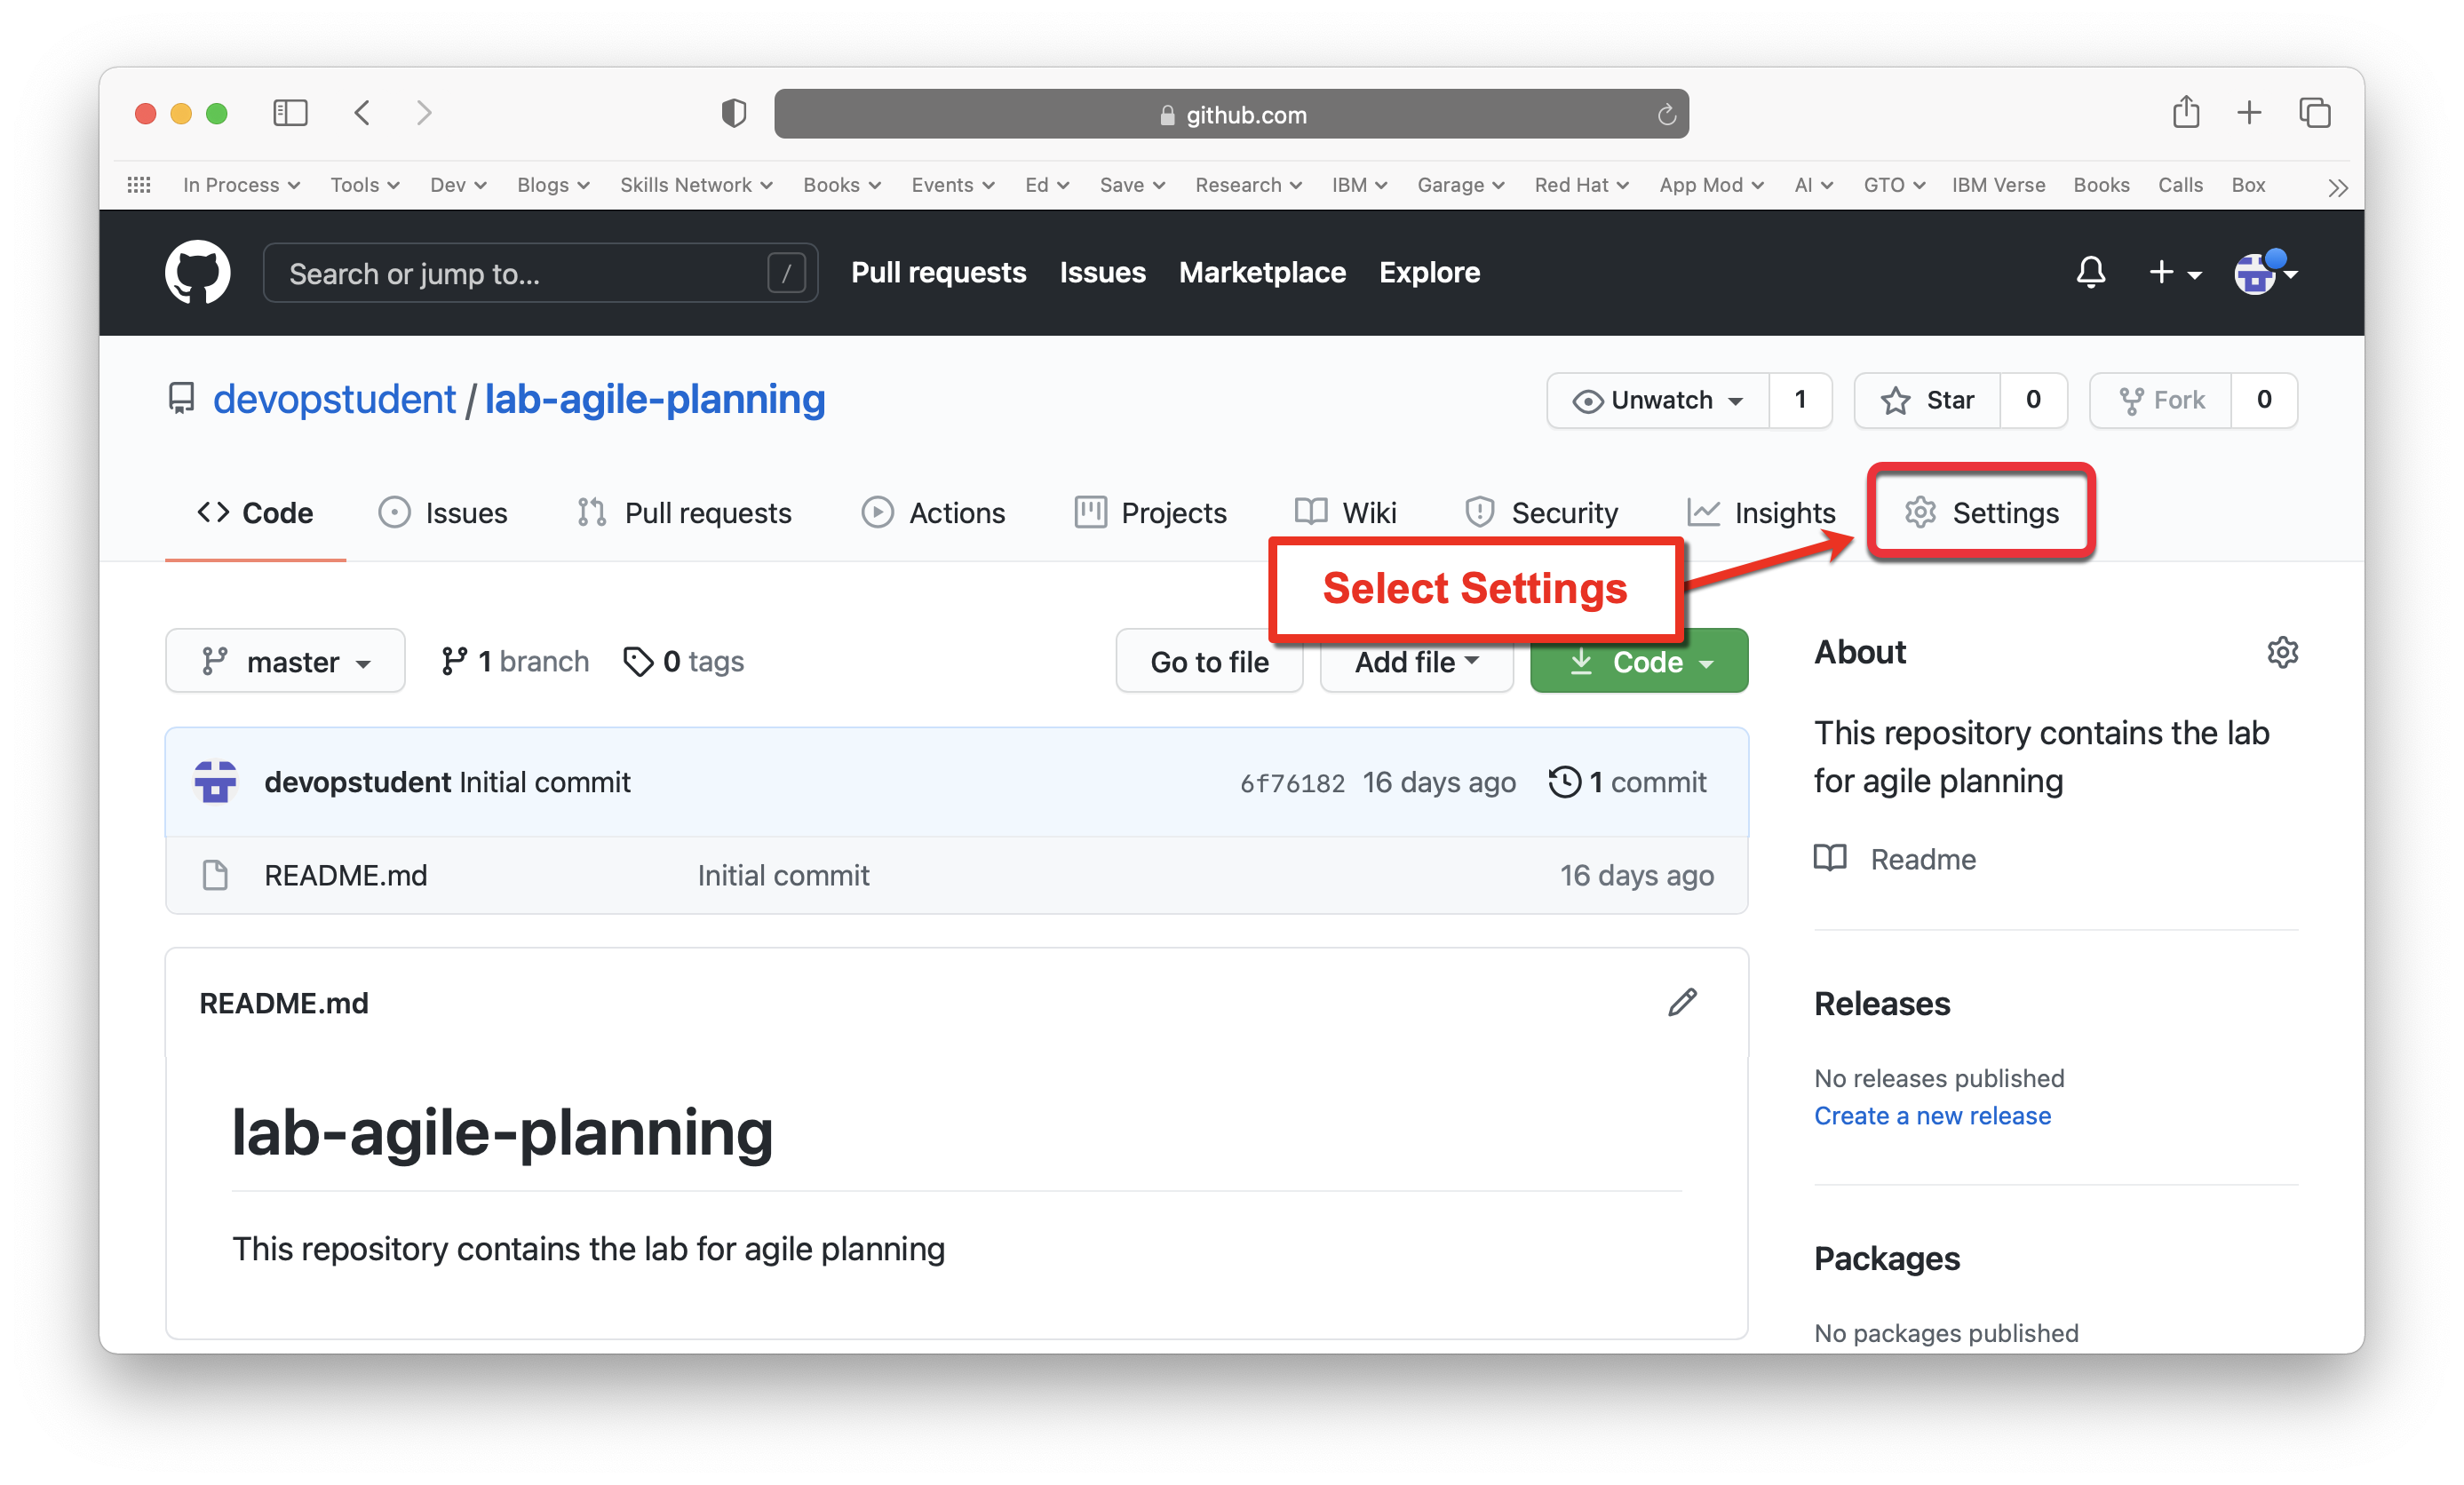 github.com
In Process Tools Dev Blogs Skills Network Books Events Ed Save Research IBM Garage Red Hat App Mod AI GTO IBM Verse Books Calls Box
Search or jump to... /
Pull requests Issues Marketplace Explore
devopstudent / lab-agile-planning
Unwatch 1 Star 0 Fork 0
Code Issues Pull requests Actions Projects Wiki Security Insights Settings
Select Settings
master 1 branch 0 tags Go to file Add file Code
About
This repository contains the lab
for agile planning
Readme
devopstudent Initial commit 6f76182 16 days ago 1 commit
README.md Initial commit 16 days ago
README.md
lab-agile-planning
This repository contains the lab for agile planning
Releases
No releases published
Create a new release
Packages
No packages published